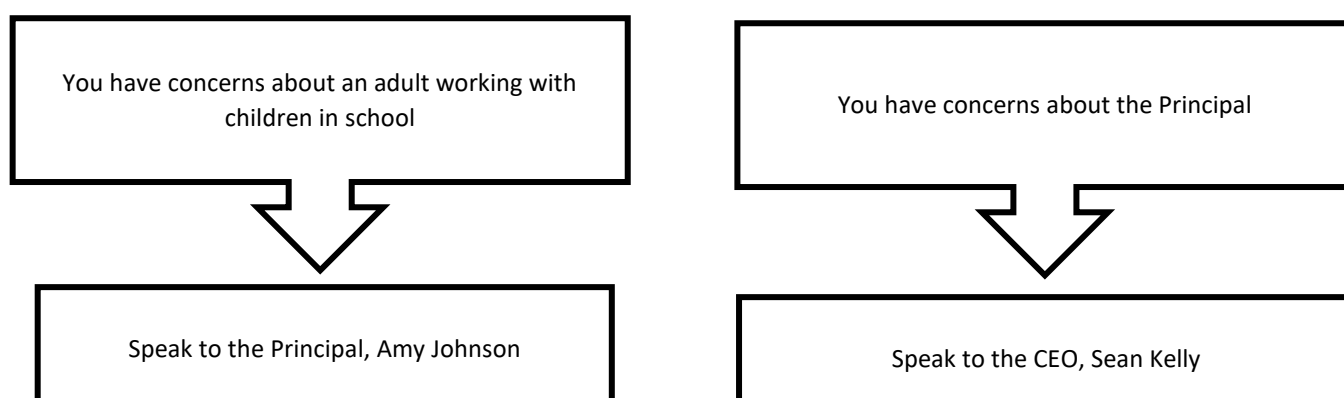 You have concerns about an adult working with
children in school
Speak to the Principal, Amy Johnson
You have concerns about the Principal
Speak to the CEO, Sean Kelly